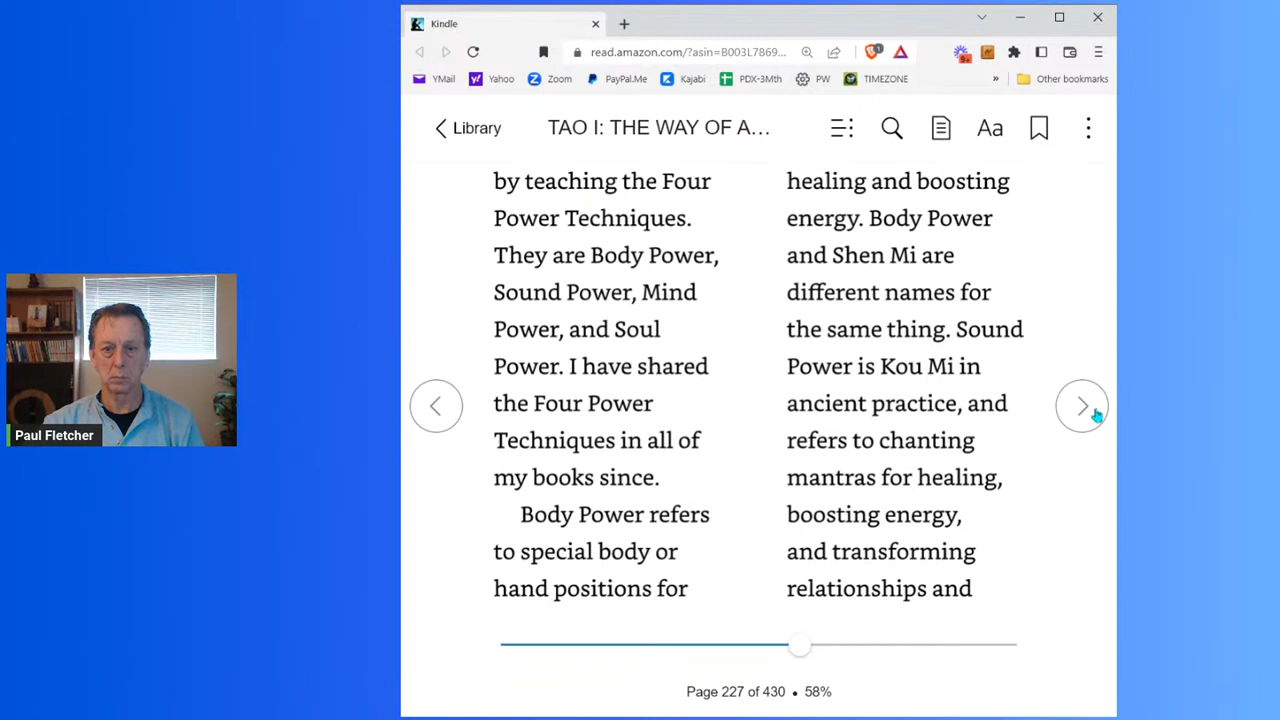 Kindle
read.amazon.com/?asin=B003L7869...
1
9+
YMail
Yahoo
Zoom
PayPal.Me
Kajabi
PDX-3Mth
PW
TIMEZONE
»
Other bookmarks
Library
TAO I: THE WAY OF A...
Aa
by teaching the Four
Power Techniques.
They are Body Power,
Sound Power, Mind
Power, and Soul
Power. I have shared
the Four Power
Techniques in all of
my books since.
Body Power refers
to special body or
hand positions for
healing and boosting
energy. Body Power
and Shen Mi are
different names for
the same thing. Sound
Power is Kou Mi in
ancient practice, and
refers to chanting
mantras for healing,
boosting energy,
and transforming
relationships and
Page 227 of 430 • 58%
Paul Fletcher